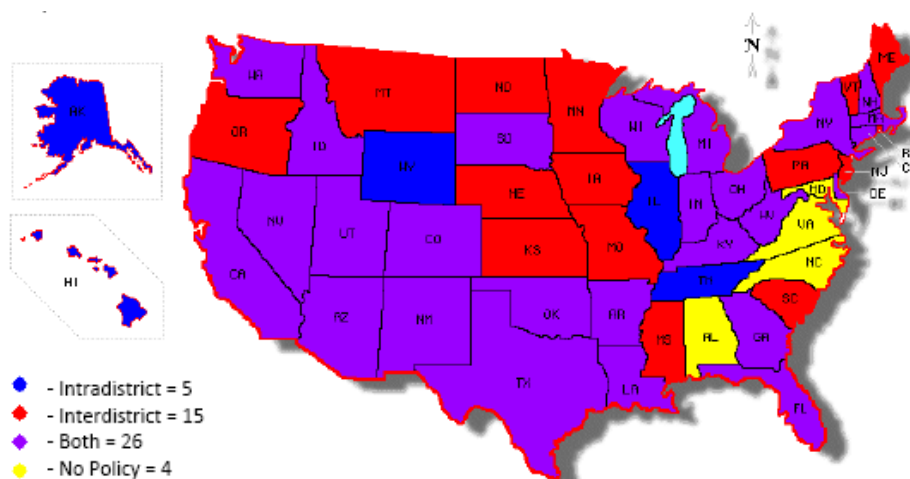 N
WA
MT
ND
MN
ME
VT
NH
OR
ID
SD
WI
MI
NY
MA
WY
IA
PA
R
C
NJ
NE
IL
IN
OH
MD
DE
NV
UT
CO
KS
MO
WV
VA
KY
CA
NC
TN
AZ
NM
OK
AR
SC
MS
AL
GA
TX
LA
FL
AK
HI
- Intradistrict = 5
- Interdistrict = 15
- Both = 26
- No Policy = 4